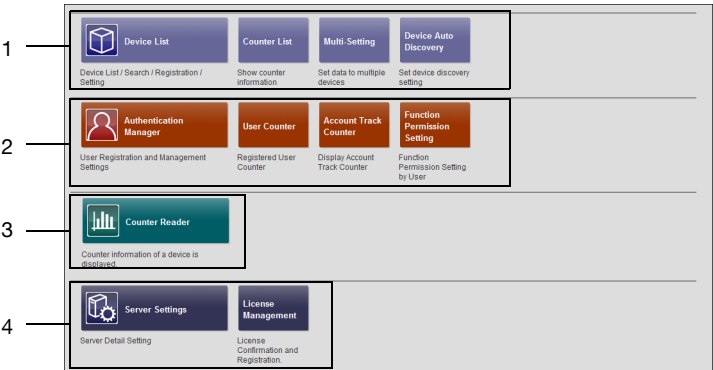 1
Device List
Counter List
Multi-Setting
Device Auto
Discovery
Device List / Search / Registration /
Setting
Show counter
information
Set data to multiple
devices
Set device discovery
setting
2
Authentication
Manager
User Counter
Account Track
Counter
Function
Permission
Setting
User Registration and Management
Settings
Registered User
Counter
Display Account
Track Counter
Function
Permission Setting
by User
3
Counter Reader
Counter information of a device is
displayed.
4
Server Settings
License
Management
Server Detail Setting
License
Confirmation and
Registration.